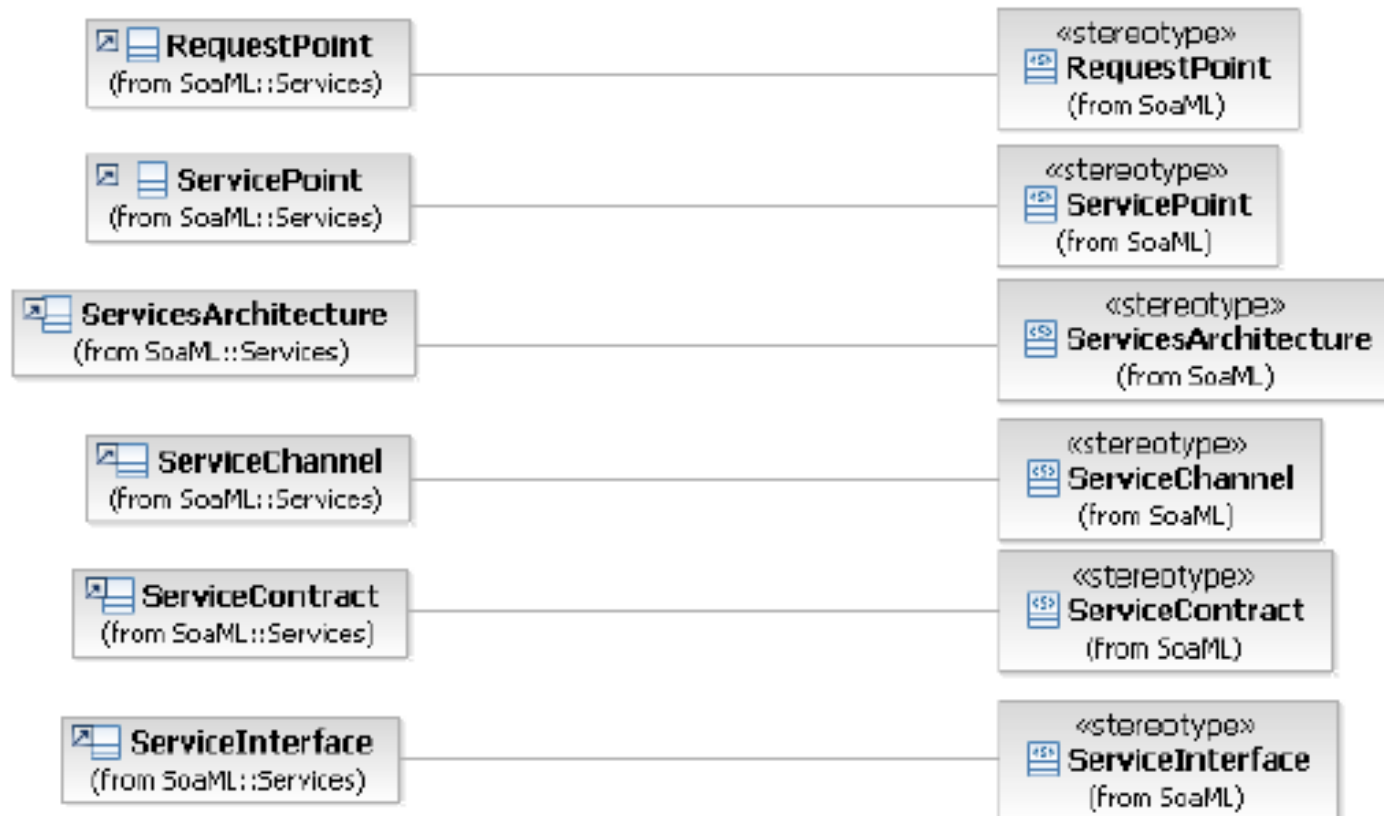 RequestPoint
(from SoaML::Services)
«stereotype»
RequestPoint
(from SoaML)
ServicePoint
(from SoaML::Services)
«stereotype»
ServicePoint
(from SoaML)
ServicesArchitecture
(from SoaML::Services)
«stereotype»
ServicesArchitecture
(from SoaML)
ServiceChannel
(from SoaML::Services)
«stereotype»
ServiceChannel
(from SoaML)
ServiceContract
(from SoaML::Services)
«stereotype»
ServiceContract
(from SoaML)
ServiceInterface
(from SoaML::Services)
«stereotype»
ServiceInterface
(from SoaML)